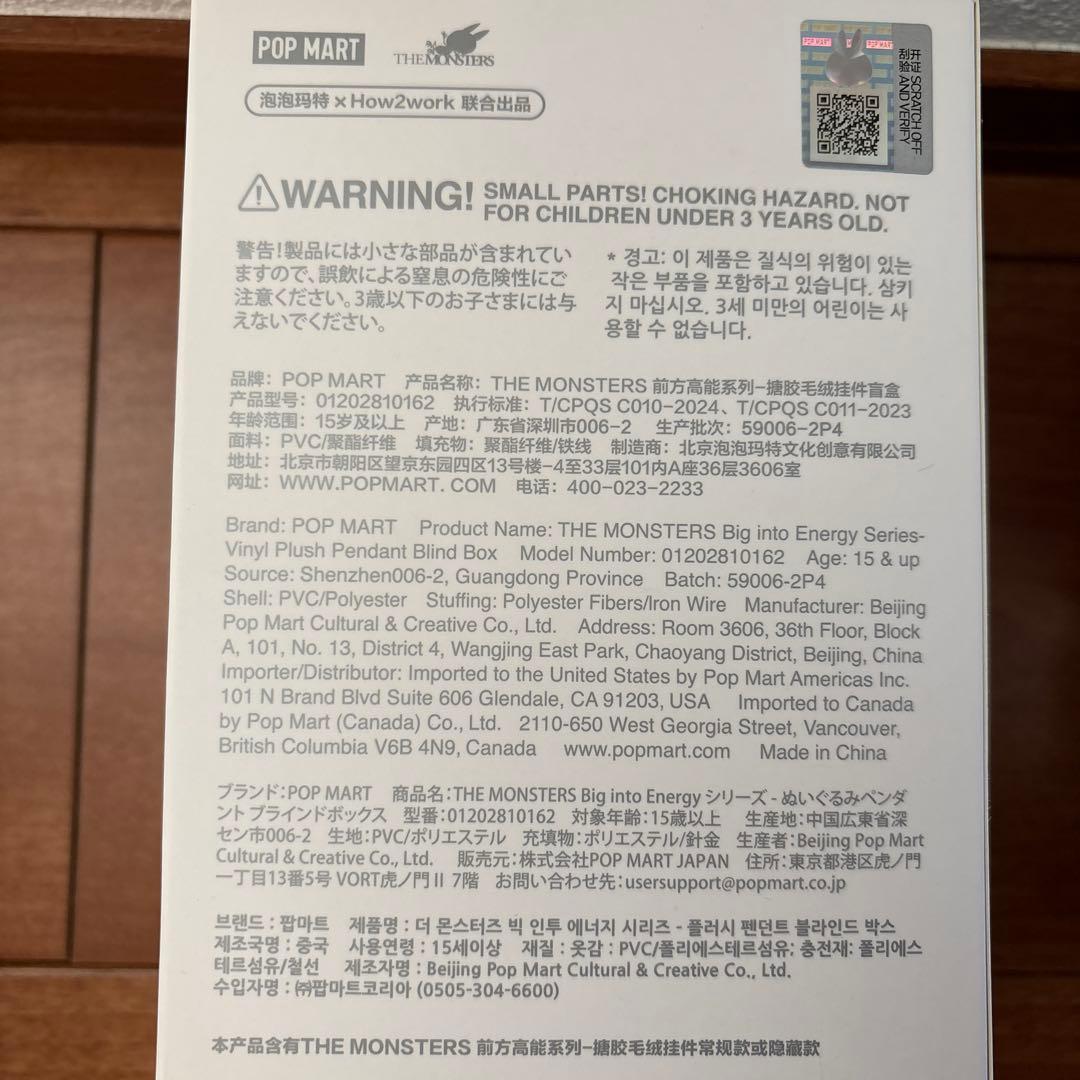 POP MART
THE MONSTERS
泡泡玛特×How2work 联合出品
POP MART
POP MART
开证 SCRATCH OFF
刮验 AND VERIFY
WARNING! SMALL PARTS! CHOKING HAZARD. NOT
FOR CHILDREN UNDER 3 YEARS OLD.
警告!製品には小さな部品が含まれてい
ますので、誤飲による窒息の危険性にご
注意ください。3歳以下のお子さまには与
えないでください。
* 경고: 이 제품은 질식의 위험이 있는
작은 부품을 포함하고 있습니다. 삼키
지 마십시오. 3세 미만의 어린이는 사
용할 수 없습니다.
品牌: POP MART 产品名称: THE MONSTERS 前方高能系列-搪胶毛绒挂件盲盒
产品型号: 01202810162 执行标准: T/CPQS C010-2024、T/CPQS C011-2023
年龄范围: 15岁及以上 产地: 广东省深圳市006-2 生产批次: 59006-2P4
面料: PVC/聚酯纤维 填充物: 聚酯纤维/铁线 制造商: 北京泡泡玛特文化创意有限公司
地址: 北京市朝阳区望京东园四区13号楼-4至33层101内A座36层3606室
网址: WWW.POPMART. COM 电话: 400-023-2233
Brand: POP MART Product Name: THE MONSTERS Big into Energy Series-
Vinyl Plush Pendant Blind Box Model Number: 01202810162 Age: 15 & up
Source: Shenzhen006-2, Guangdong Province Batch: 59006-2P4
Shell: PVC/Polyester Stuffing: Polyester Fibers/Iron Wire Manufacturer: Beijing
Pop Mart Cultural & Creative Co., Ltd. Address: Room 3606, 36th Floor, Block
A, 101, No. 13, District 4, Wangjing East Park, Chaoyang District, Beijing, China
Importer/Distributor: Imported to the United States by Pop Mart Americas Inc.
101 N Brand Blvd Suite 606 Glendale, CA 91203, USA Imported to Canada
by Pop Mart (Canada) Co., Ltd. 2110-650 West Georgia Street, Vancouver,
British Columbia V6B 4N9, Canada www.popmart.com Made in China
ブランド:POP MART 商品名:THE MONSTERS Big into Energy シリーズ - ぬいぐるみペンダ
ント ブラインドボックス 型番:01202810162 対象年齢:15歳以上 生産地:中国広東省深
セン市006-2 生地:PVC/ポリエステル 充填物:ポリエステル/針金 生産者:Beijing Pop Mart
Cultural & Creative Co., Ltd. 販売元:株式会社POP MART JAPAN 住所:東京都港区虎ノ門
一丁目13番5号 VORT虎ノ門Ⅱ 7階 お問い合わせ先:usersupport@popmart.co.jp
브랜드 : 팝마트 제품명 : 더 몬스터즈 빅 인투 에너지 시리즈 - 플러시 펜던트 블라인드 박스
제조국명 : 중국 사용연령 : 15세이상 재질 : 옷감 : PVC/폴리에스테르섬유; 충전재: 폴리에스
테르섬유/철선 제조자명 : Beijing Pop Mart Cultural & Creative Co., Ltd.
수입자명 : ㈜팝마트코리아 (0505-304-6600)
本产品含有THE MONSTERS 前方高能系列-搪胶毛绒挂件常规款或隐藏款